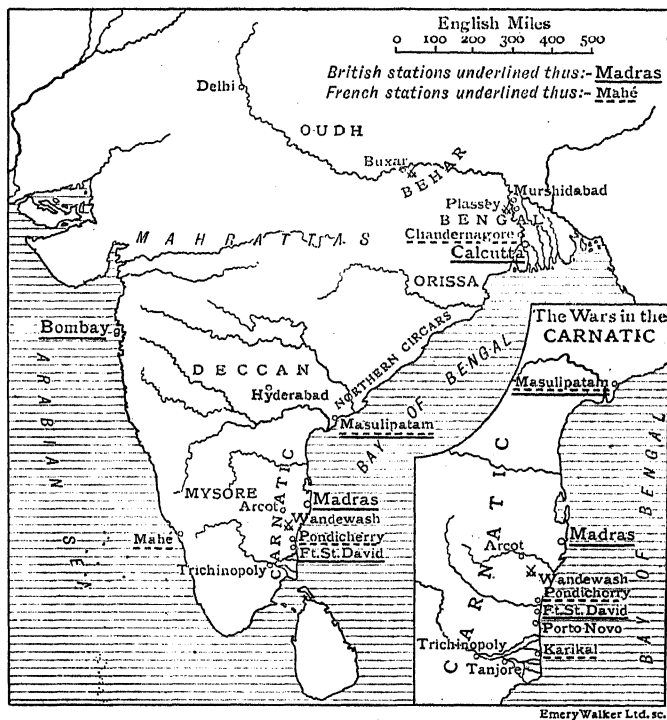 English Miles
0 100 200 300 400 500
British stations underlined thus:- Madras
French stations underlined thus:- Mahé
Delhi
OUDH
Buxar
BEHAR
Murshidabad
Plassey
BENGAL
Chandernagore
Calcutta
MAHRATTAS
ORISSA
Bombay
ARABIAN SEA
DECCAN
Hyderabad
NORTHERN CIRCARS
BAY OF BENGAL
Masulipatam
MYSORE
CARNATIC
Arcot
Madras
Wandewash
Mahé
Pondicherry
Ft. St. David
Trichinopoly
The Wars in the
CARNATIC
Masulipatam
CARNATIC
BAY OF BENGAL
Madras
Arcot
Wandewash
Pondichorry
Ft. St. David
Porto Novo
Trichinopoly
Karikal
Tanjore
Emery Walker Ltd. sc.